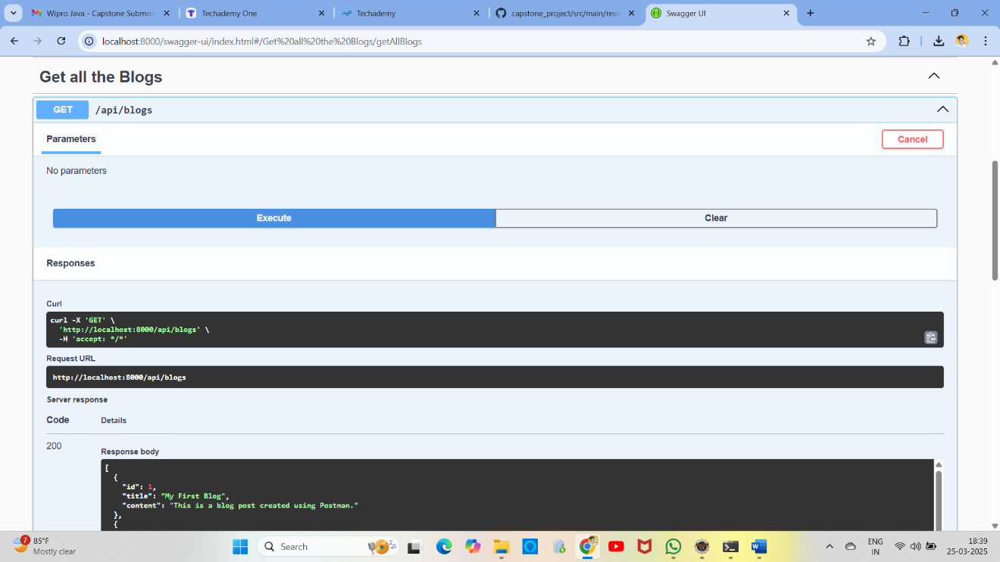 Wipro Java - Capstone Submiss
Techademy One
Techademy
capstone_project/src/main/reso
Swagger UI
localhost:8000/swagger-ui/index.html#/Get%20all%20the%20Blogs/getAllBlogs
Get all the Blogs
GET
/api/blogs
Parameters
Cancel
No parameters
Execute
Clear
Responses
Curl
curl -X 'GET' \
'http://localhost:8000/api/blogs' \
-H 'accept: */*'
Request URL
http://localhost:8000/api/blogs
Server response
Code
Details
200
Response body
[
{
"id": 1,
"title": "My First Blog",
"content": "This is a blog post created using Postman."
},
{
7
85°F
Mostly clear
Search
ENG
IN
18:39
25-03-2025